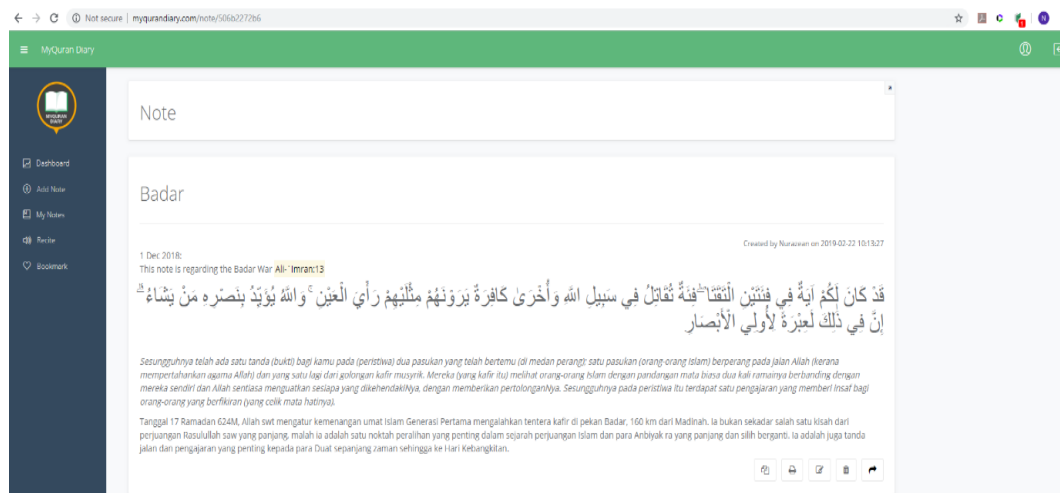 Not secure | myqurandiary.com/note/506b2272b6
N
MyQuran Diary
MYQURAN
DIARY
Dashboard
Add Note
My Notes
Recite
Bookmark
Note
Badar
Created by Nurazean on 2019-02-22 10:13:27
1 Dec 2018:
This note is regarding the Badar War Ali-`Imran:13
قَدْ كَانَ لَكُمْ آيَةٌ فِي فِئَتَيْنِ الْتَقَتَا ۖ فِئَةٌ تُقَاتِلُ فِي سَبِيلِ اللَّهِ وَأُخْرَىٰ كَافِرَةٌ يَرَوْنَهُمْ مِثْلَيْهِمْ رَأْيَ الْعَيْنِ ۚ وَاللَّهُ يُؤَيِّدُ بِنَصْرِهِ مَنْ يَشَاءُ ۗ
إِنَّ فِي ذَٰلِكَ لَعِبْرَةً لِأُولِي الْأَبْصَارِ
Sesungguhnya telah ada satu tanda (bukti) bagi kamu pada (peristiwa) dua pasukan yang telah bertemu (di medan perang): satu pasukan (orang-orang Islam) berperang pada jalan Allah (kerana
mempertahankan agama Allah) dan yang satu lagi dari golongan kafir musyrik. Mereka (yang kafir itu) melihat orang-orang Islam dengan pandangan mata biasa dua kali ramainya berbanding dengan
mereka sendiri dan Allah sentiasa menguatkan sesiapa yang dikehendakiNya, dengan memberikan pertolonganNya. Sesungguhnya pada peristiwa itu terdapat satu pengajaran yang memberi insaf bagi
orang-orang yang berfikiran (yang celik mata hatinya).
Tanggal 17 Ramadan 624M, Allah swt mengatur kemenangan umat Islam Generasi Pertama mengalahkan tentera kafir di pekan Badar, 160 km dari Madinah. Ia bukan sekadar salah satu kisah dari
perjuangan Rasulullah saw yang panjang, malah ia adalah satu noktah peralihan yang penting dalam sejarah perjuangan Islam dan para Anbiyak ra yang panjang dan silih berganti. Ia adalah juga tanda
jalan dan pengajaran yang penting kepada para Duat sepanjang zaman sehingga ke Hari Kebangkitan.